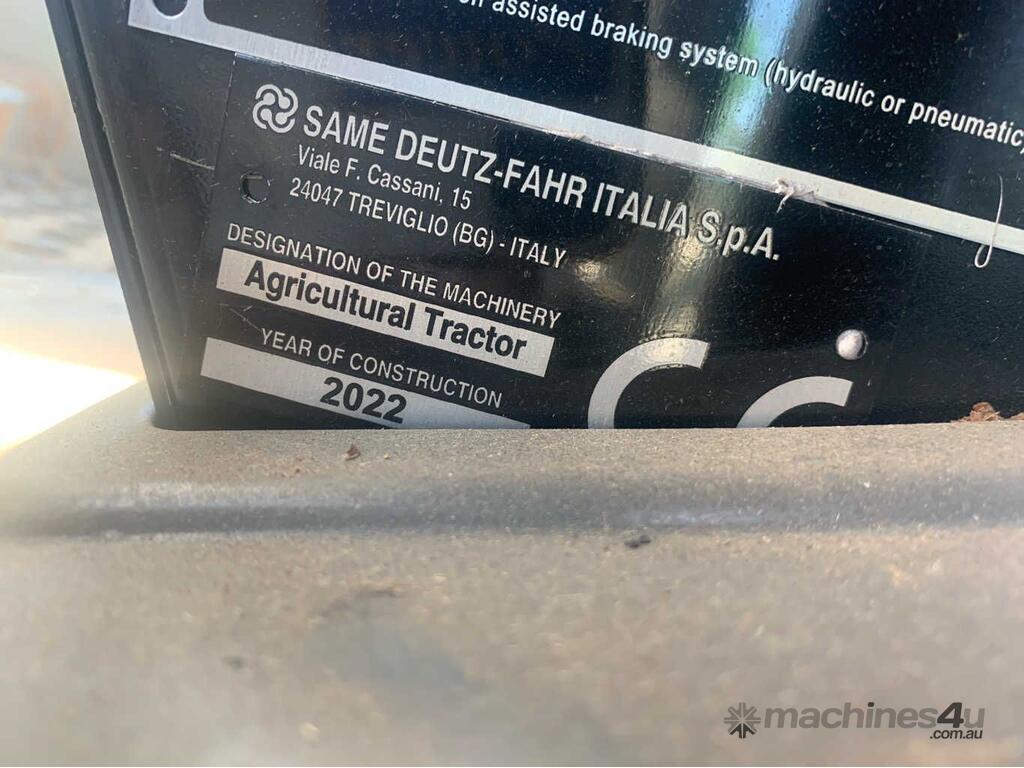 assisted braking system (hydraulic or pneumatic)
SAME DEUTZ-FAHR ITALIA S.p.A.
Viale F. Cassani, 15
24047 TREVIGLIO (BG) - ITALY
DESIGNATION OF THE MACHINERY
Agricultural Tractor
YEAR OF CONSTRUCTION
2022
machines4u
.com.au